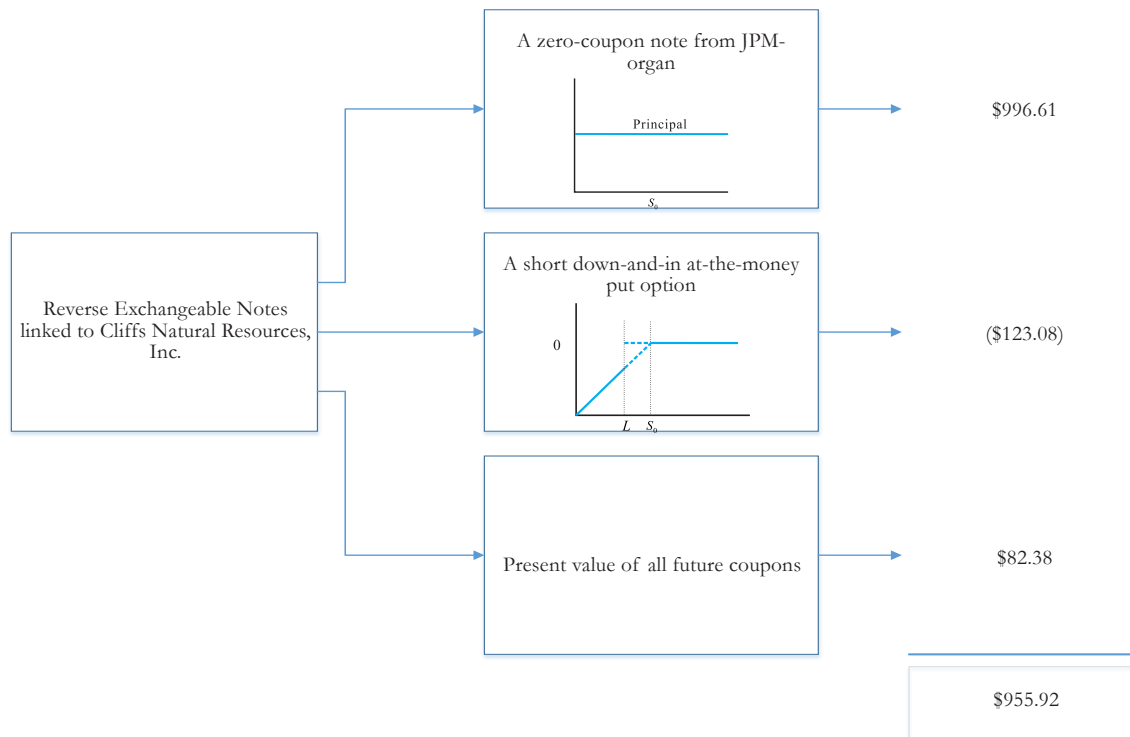 A zero-coupon note from JPM-
organ
Principal
S₀
$996.61
Reverse Exchangeable Notes
linked to Cliffs Natural Resources,
Inc.
A short down-and-in at-the-money
put option
0
L S₀
($123.08)
Present value of all future coupons
$82.38
$955.92